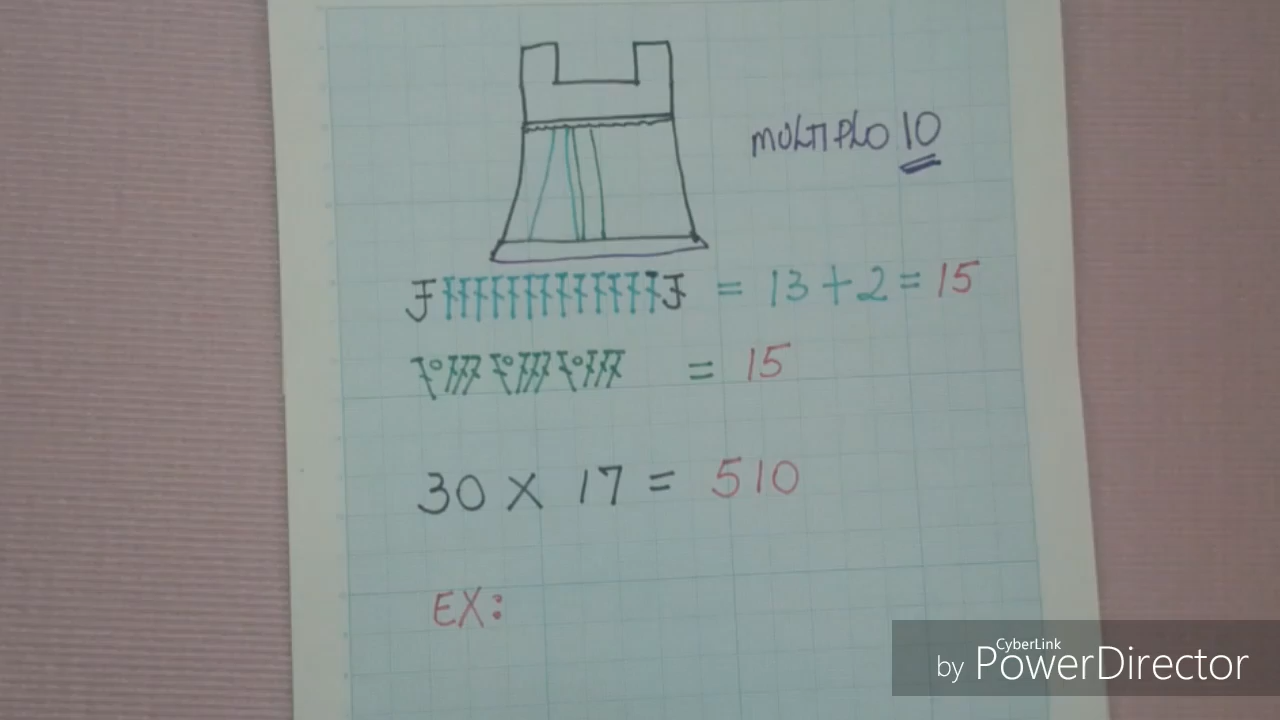 MULTIPLO 10
= 13 + 2 = 15
= 15
30 X 17 = 510
EX:
CyberLink
by PowerDirector